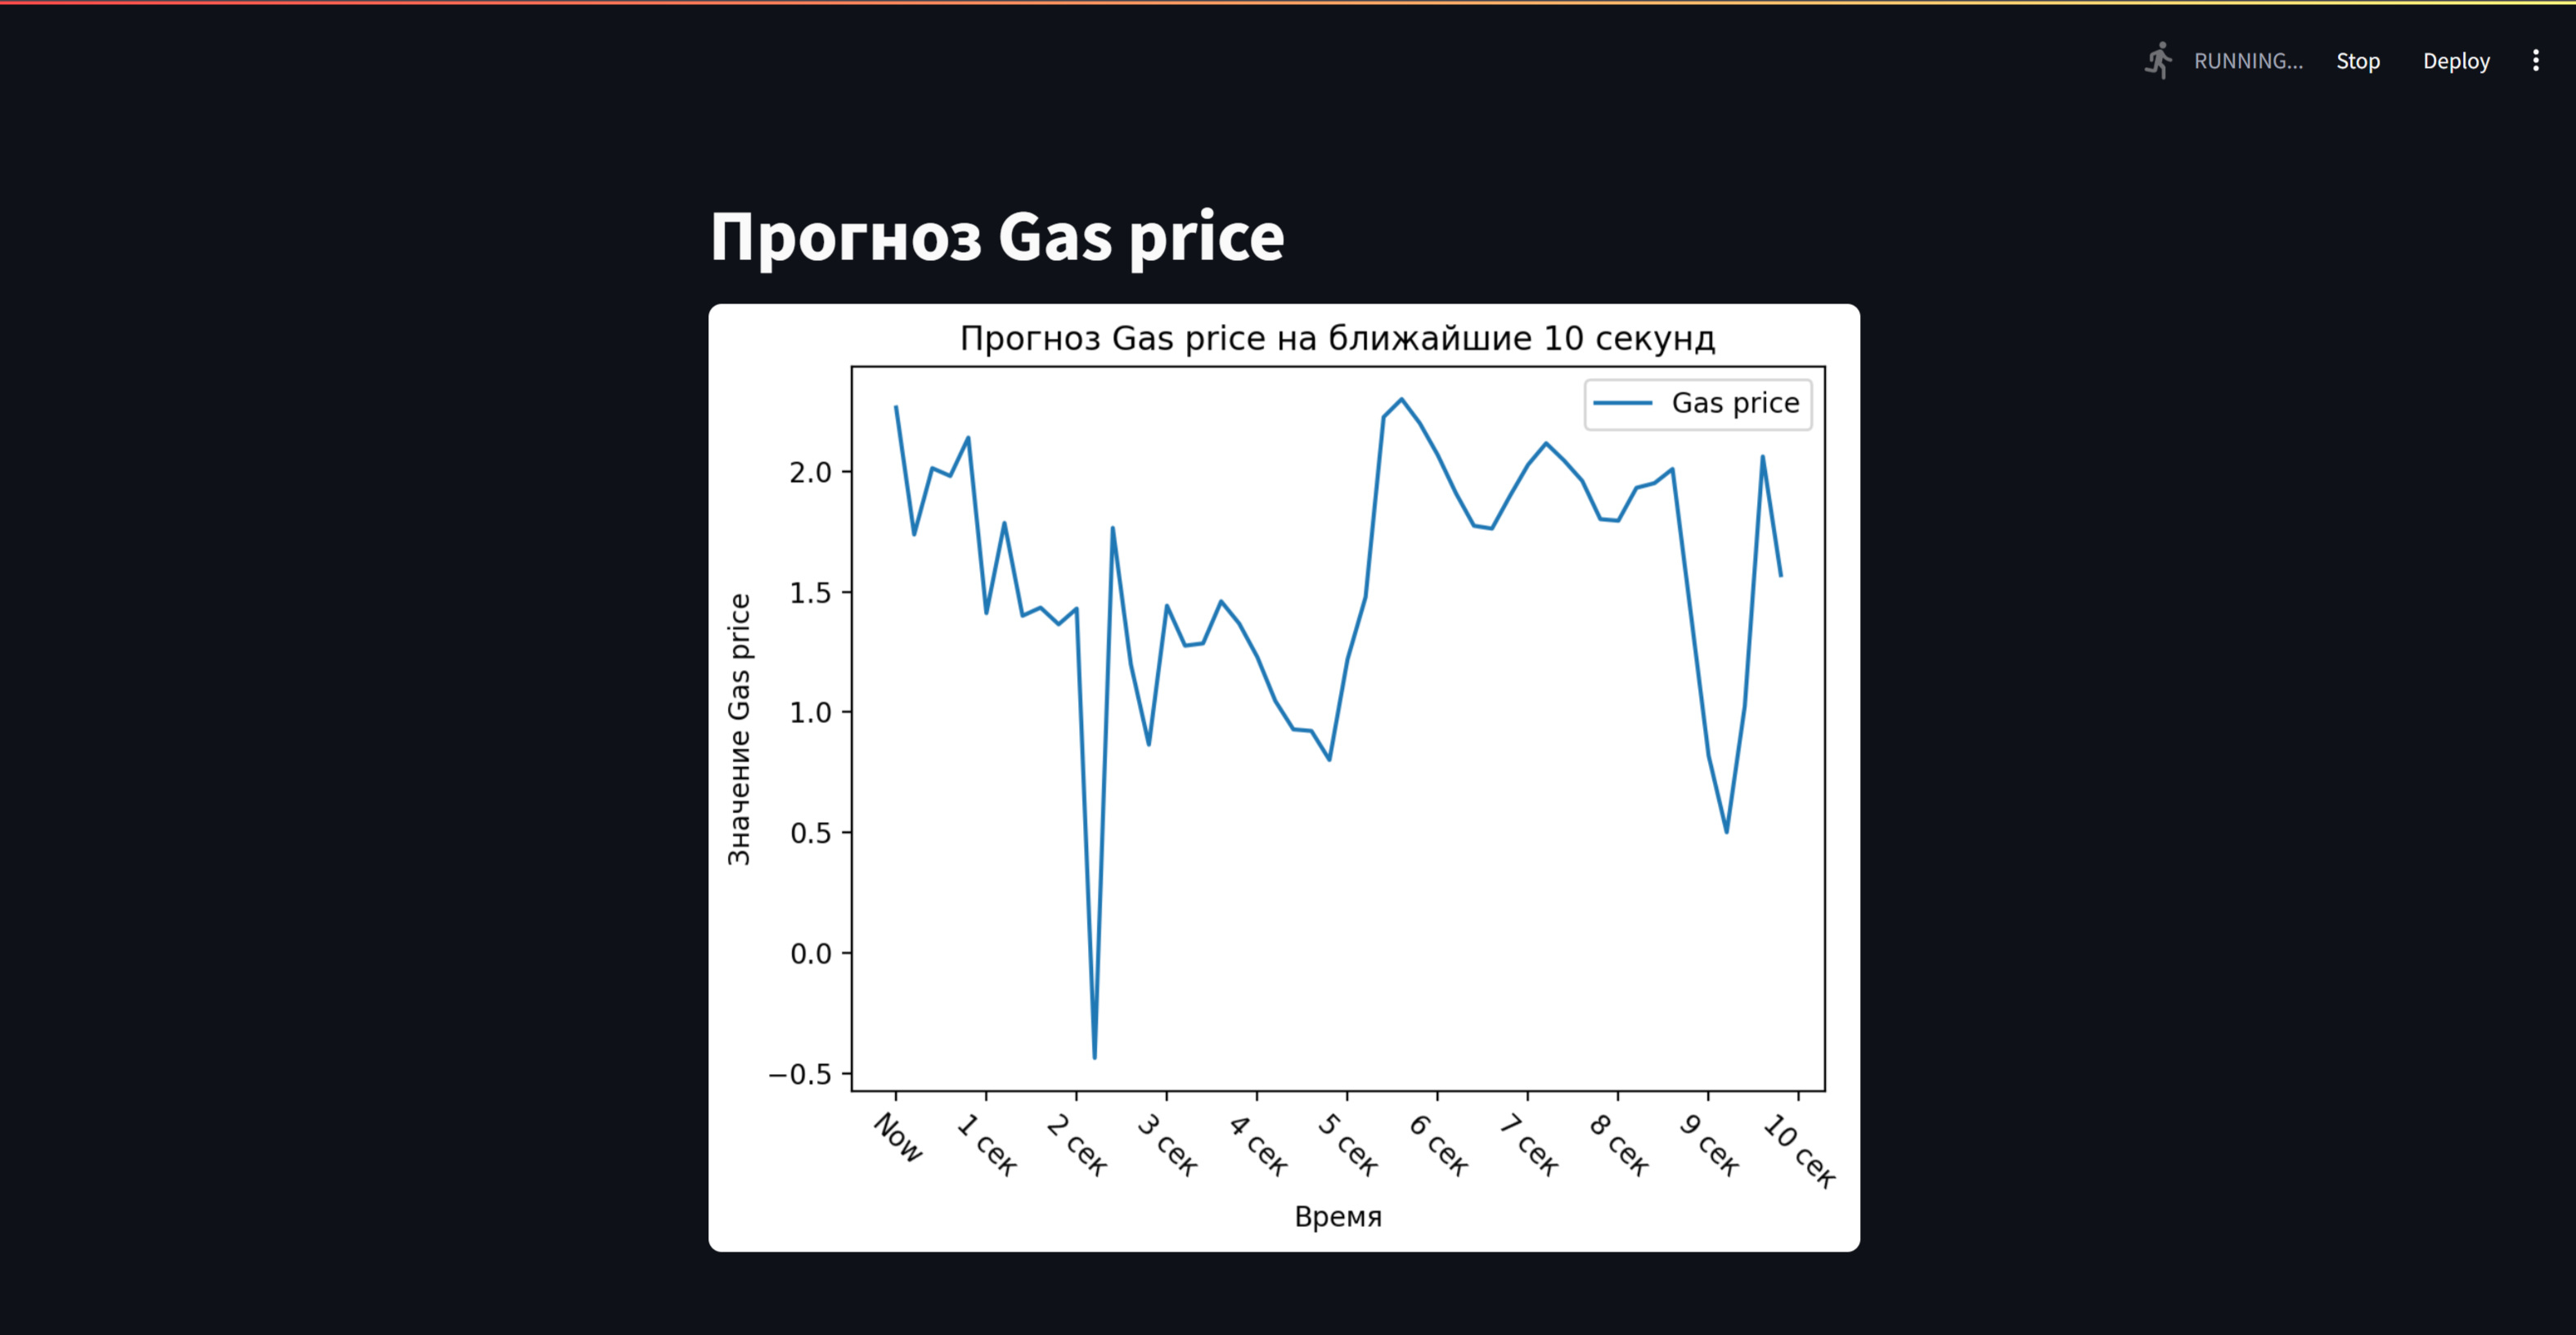 RUNNING...
Stop
Deploy
Прогноз Gas price
Прогноз Gas price на ближайшие 10 секунд
Gas price
Значение Gas price
2.0
1.5
1.0
0.5
0.0
−0.5
Now
1 сек
2 сек
3 сек
4 сек
5 сек
6 сек
7 сек
8 сек
9 сек
10 сек
Время